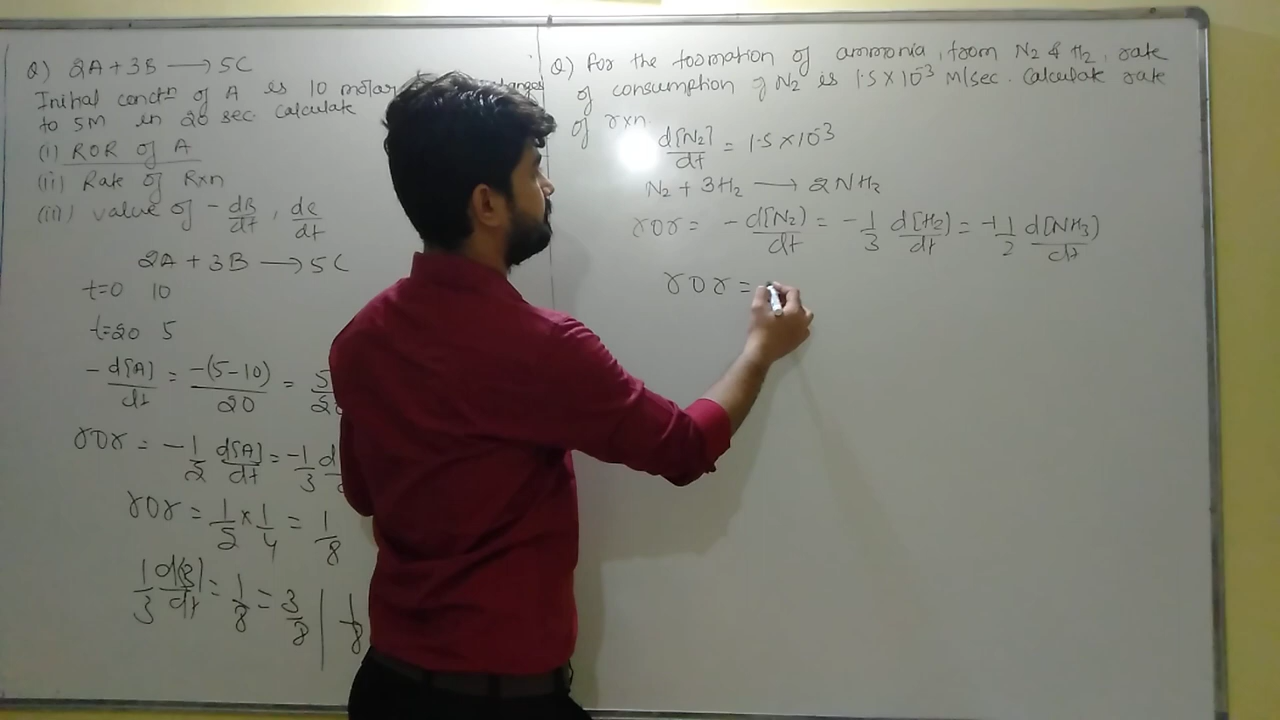 Q) 2A + 3B ⟶ 5C
Initial conctn of A is 10 molar changes
to 5M in 20 sec. calculate
(i) ROR of A
(ii) Rate of Rxn
(iii) value of - dB/dt , dc/dt
2A + 3B ⟶ 5C
t=0 10
t=20 5
- d[A]/dt = -(5-10)/20 = 5/20
ror = - 1/2 d[A]/dt = - 1/3 d
ror = 1/2 × 1/4 = 1/8
1/3 d[B]/dt = 1/8 = 3/8 | 1/8
Q) For the formation of ammonia, from N2 & H2, rate
of consumption of N2 is 1.5 X 10^-3 M/sec. Calculate rate
of rxn.
d[N2]/dt = 1.5 X 10^-3
N2 + 3H2 ⟶ 2NH3
ror = - d[N2]/dt = - 1/3 d[H2]/dt = - 1/2 d[NH3]/dt
ror =